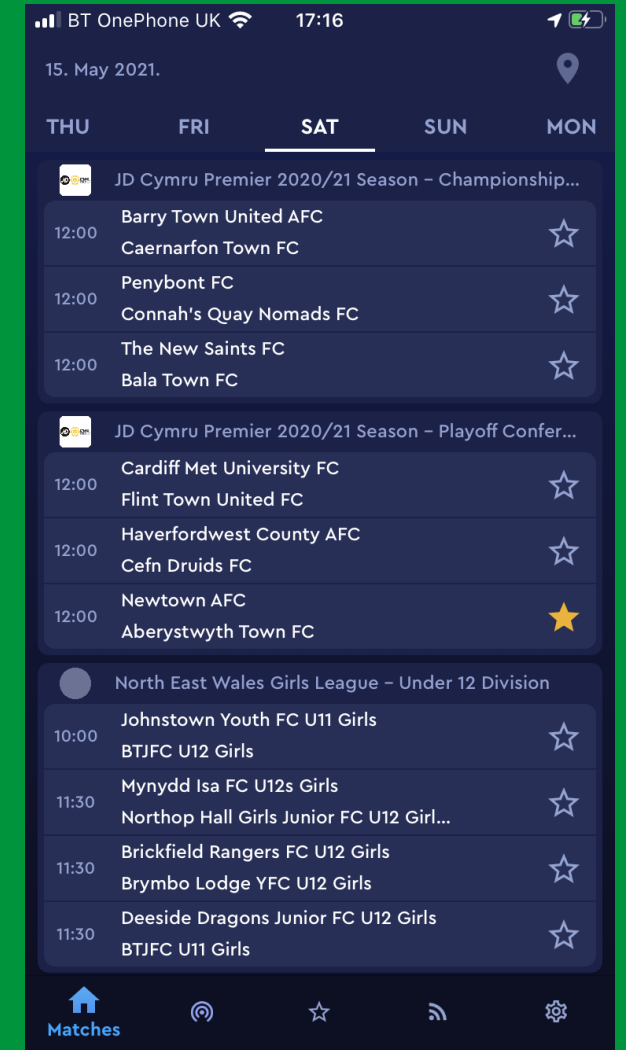 BT OnePhone UK 17:16
15. May 2021.
THU FRI SAT SUN MON
JD Cymru Premier 2020/21 Season – Championship...
12:00
Barry Town United AFC
Caernarfon Town FC
12:00
Penybont FC
Connah's Quay Nomads FC
12:00
The New Saints FC
Bala Town FC
JD Cymru Premier 2020/21 Season – Playoff Confer...
12:00
Cardiff Met University FC
Flint Town United FC
12:00
Haverfordwest County AFC
Cefn Druids FC
12:00
Newtown AFC
Aberystwyth Town FC
North East Wales Girls League – Under 12 Division
10:00
Johnstown Youth FC U11 Girls
BTJFC U12 Girls
11:30
Mynydd Isa FC U12s Girls
Northop Hall Girls Junior FC U12 Girl...
11:30
Brickfield Rangers FC U12 Girls
Brymbo Lodge YFC U12 Girls
11:30
Deeside Dragons Junior FC U12 Girls
BTJFC U11 Girls
Matches